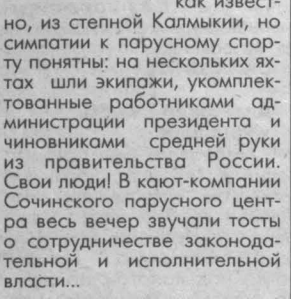 как извест-
но, из степной Калмыкии, но
симпатии к парусному спор-
ту понятны: на нескольких ях-
тах шли экипажи, укомплек-
тованные работниками ад-
министрации президента и
чиновниками средней руки
из правительства России.
Свои люди! В кают-компании
Сочинского парусного цент-
ра весь вечер звучали тосты
о сотрудничестве законода-
тельной и исполнительной
власти...